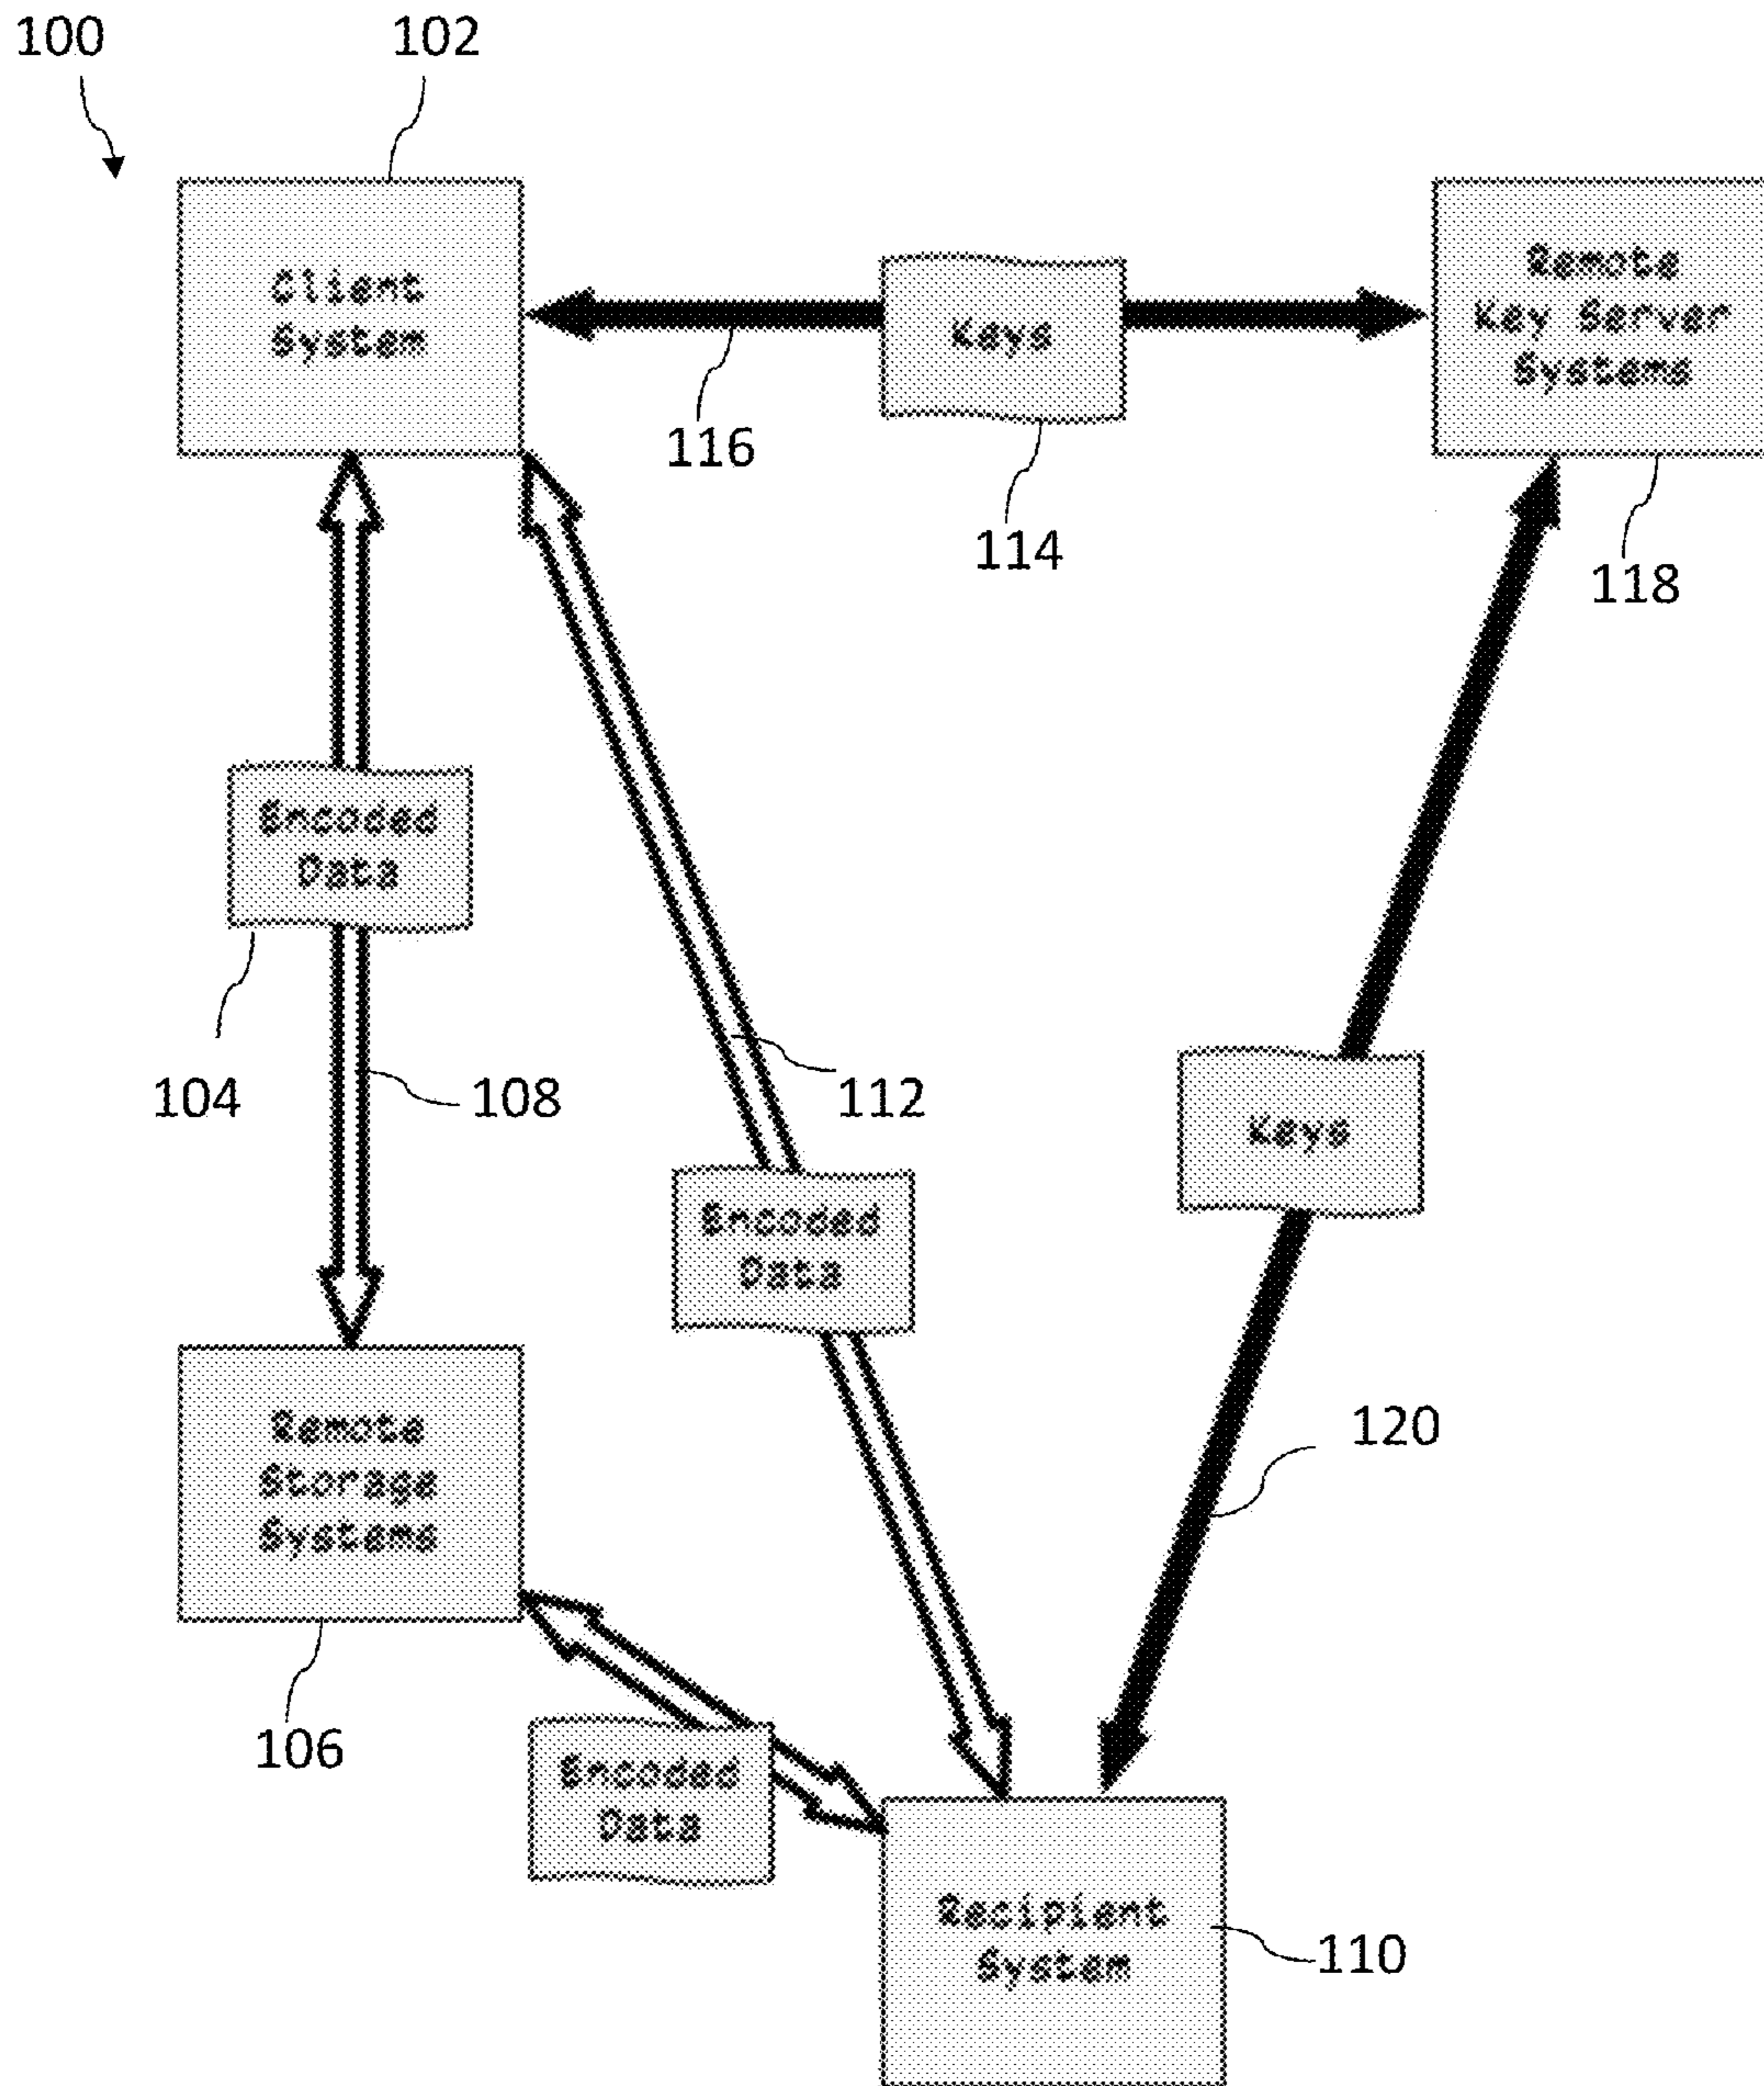 100
102
Client
System
Keys
Remote
Key Server
Systems
116
114
118
Encoded
Data
104
108
112
Keys
Encoded
Data
Remote
Storage
Systems
120
106
Encoded
Data
Recipient
System
110